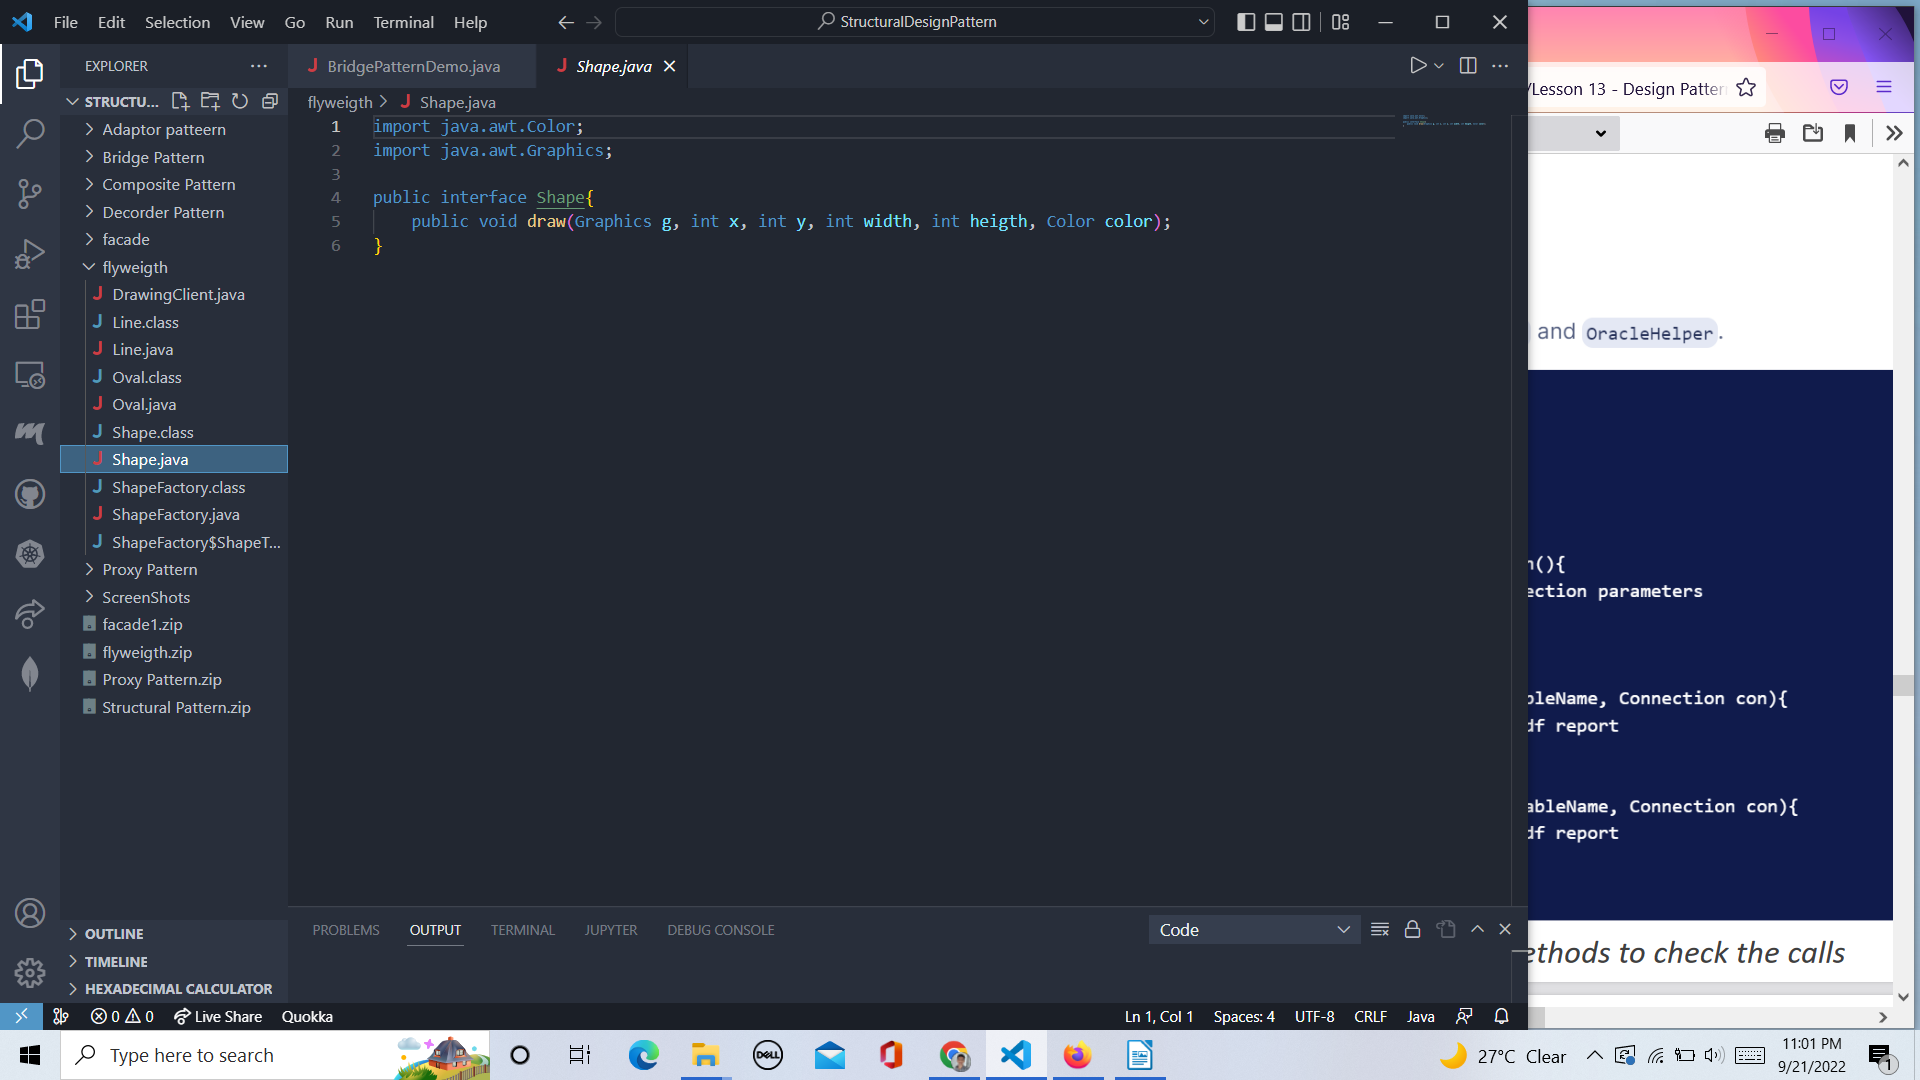 File Edit Selection View Go Run Terminal Help
StructuralDesignPattern
EXPLORER
BridgePatternDemo.java
Shape.java
STRUCTU...
flyweigth > Shape.java
Adaptor patteern
Bridge Pattern
Composite Pattern
Decorder Pattern
facade
flyweigth
DrawingClient.java
Line.class
Line.java
Oval.class
Oval.java
Shape.class
Shape.java
ShapeFactory.class
ShapeFactory.java
ShapeFactory$ShapeT...
Proxy Pattern
ScreenShots
facade1.zip
flyweigth.zip
Proxy Pattern.zip
Structural Pattern.zip
OUTLINE
TIMELINE
HEXADECIMAL CALCULATOR
1 import java.awt.Color;
2 import java.awt.Graphics;
3
4 public interface Shape{
5 public void draw(Graphics g, int x, int y, int width, int heigth, Color color);
6 }
PROBLEMS OUTPUT TERMINAL JUPYTER DEBUG CONSOLE
Code
0 0 Live Share Quokka
Ln 1, Col 1 Spaces: 4 UTF-8 CRLF Java
/Lesson 13 - Design Patter
and OracleHelper.
n(){
ection parameters
bleName, Connection con){
df report
ableName, Connection con){
df report
ethods to check the calls
Type here to search
DELL
27°C Clear
11:01 PM
9/21/2022
1